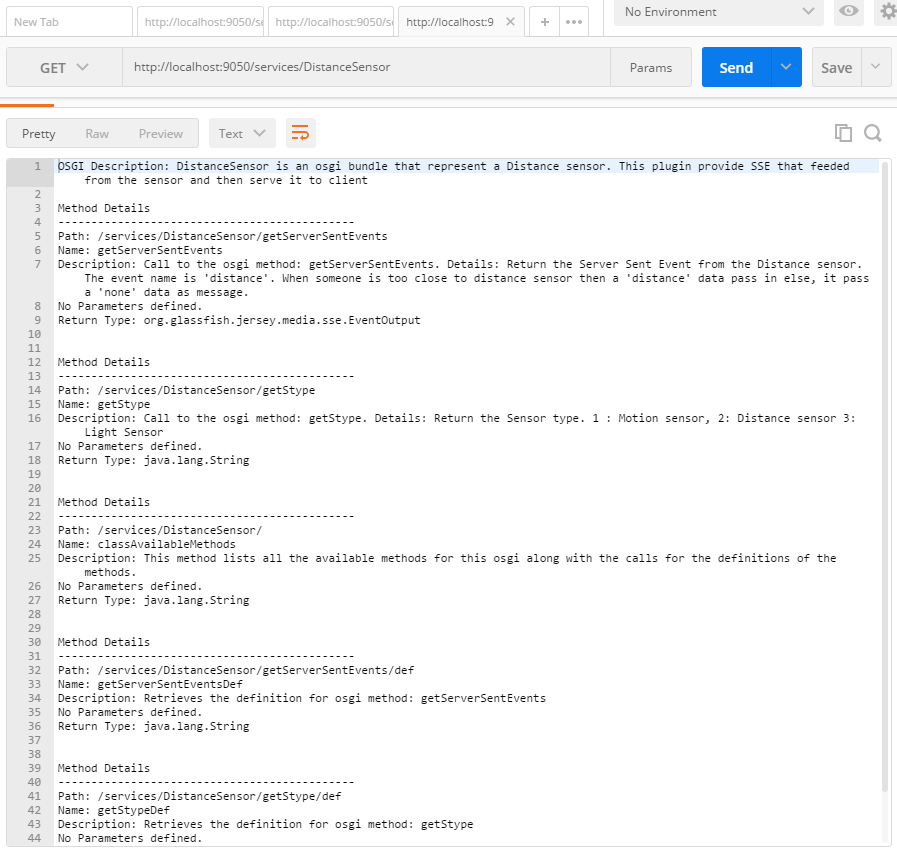 New Tab
http://localhost:9050/se
http://localhost:9050/se
http://localhost:9
No Environment
GET
http://localhost:9050/services/DistanceSensor
Params
Send
Save
Pretty
Raw
Preview
Text
1 OSGI Description: DistanceSensor is an osgi bundle that represent a Distance sensor. This plugin provide SSE that feeded
from the sensor and then serve it to client
2
3 Method Details
4 ---------------------------------------------
5 Path: /services/DistanceSensor/getServerSentEvents
6 Name: getServerSentEvents
7 Description: Call to the osgi method: getServerSentEvents. Details: Return the Server Sent Event from the Distance sensor.
The event name is 'distance'. When someone is too close to distance sensor then a 'distance' data pass in else, it pass
a 'none' data as message.
8 No Parameters defined.
9 Return Type: org.glassfish.jersey.media.sse.EventOutput
10
11
12 Method Details
13 ---------------------------------------------
14 Path: /services/DistanceSensor/getStype
15 Name: getStype
16 Description: Call to the osgi method: getStype. Details: Return the Sensor type. 1 : Motion sensor, 2: Distance sensor 3:
Light Sensor
17 No Parameters defined.
18 Return Type: java.lang.String
19
20
21 Method Details
22 ---------------------------------------------
23 Path: /services/DistanceSensor/
24 Name: classAvailableMethods
25 Description: This method lists all the available methods for this osgi along with the calls for the definitions of the
methods.
26 No Parameters defined.
27 Return Type: java.lang.String
28
29
30 Method Details
31 ---------------------------------------------
32 Path: /services/DistanceSensor/getServerSentEvents/def
33 Name: getServerSentEventsDef
34 Description: Retrieves the definition for osgi method: getServerSentEvents
35 No Parameters defined.
36 Return Type: java.lang.String
37
38
39 Method Details
40 ---------------------------------------------
41 Path: /services/DistanceSensor/getStype/def
42 Name: getStypeDef
43 Description: Retrieves the definition for osgi method: getStype
44 No Parameters defined.